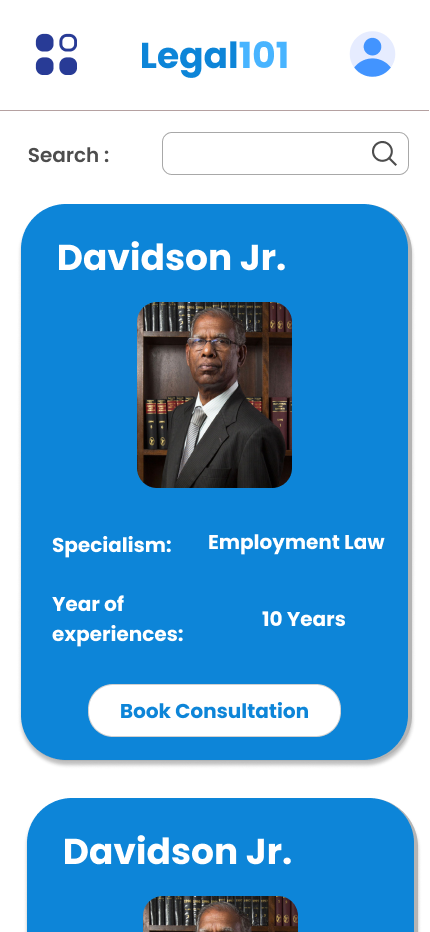 Legal101
Search :
Davidson Jr.
Specialism:
Employment Law
Year of
experiences:
10 Years
Book Consultation
Davidson Jr.